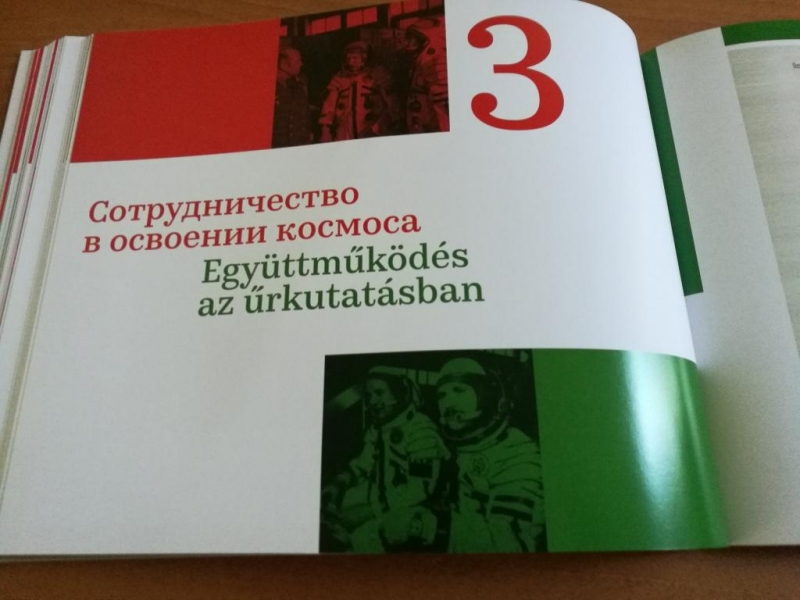 3
Сотрудничество
в освоении космоса
Együttműködés
az űrkutatásban